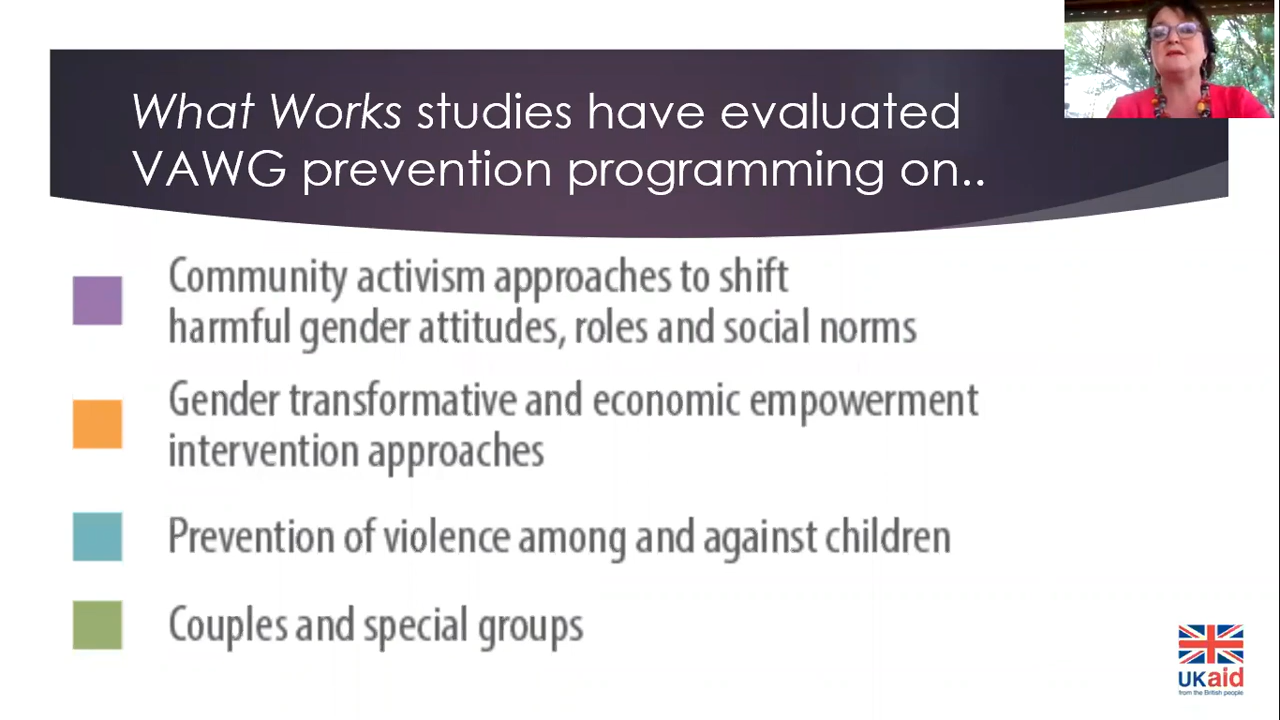 What Works studies have evaluated
VAWG prevention programming on..
Community activism approaches to shift
harmful gender attitudes, roles and social norms
Gender transformative and economic empowerment
intervention approaches
Prevention of violence among and against children
Couples and special groups
UKaid
from the British people